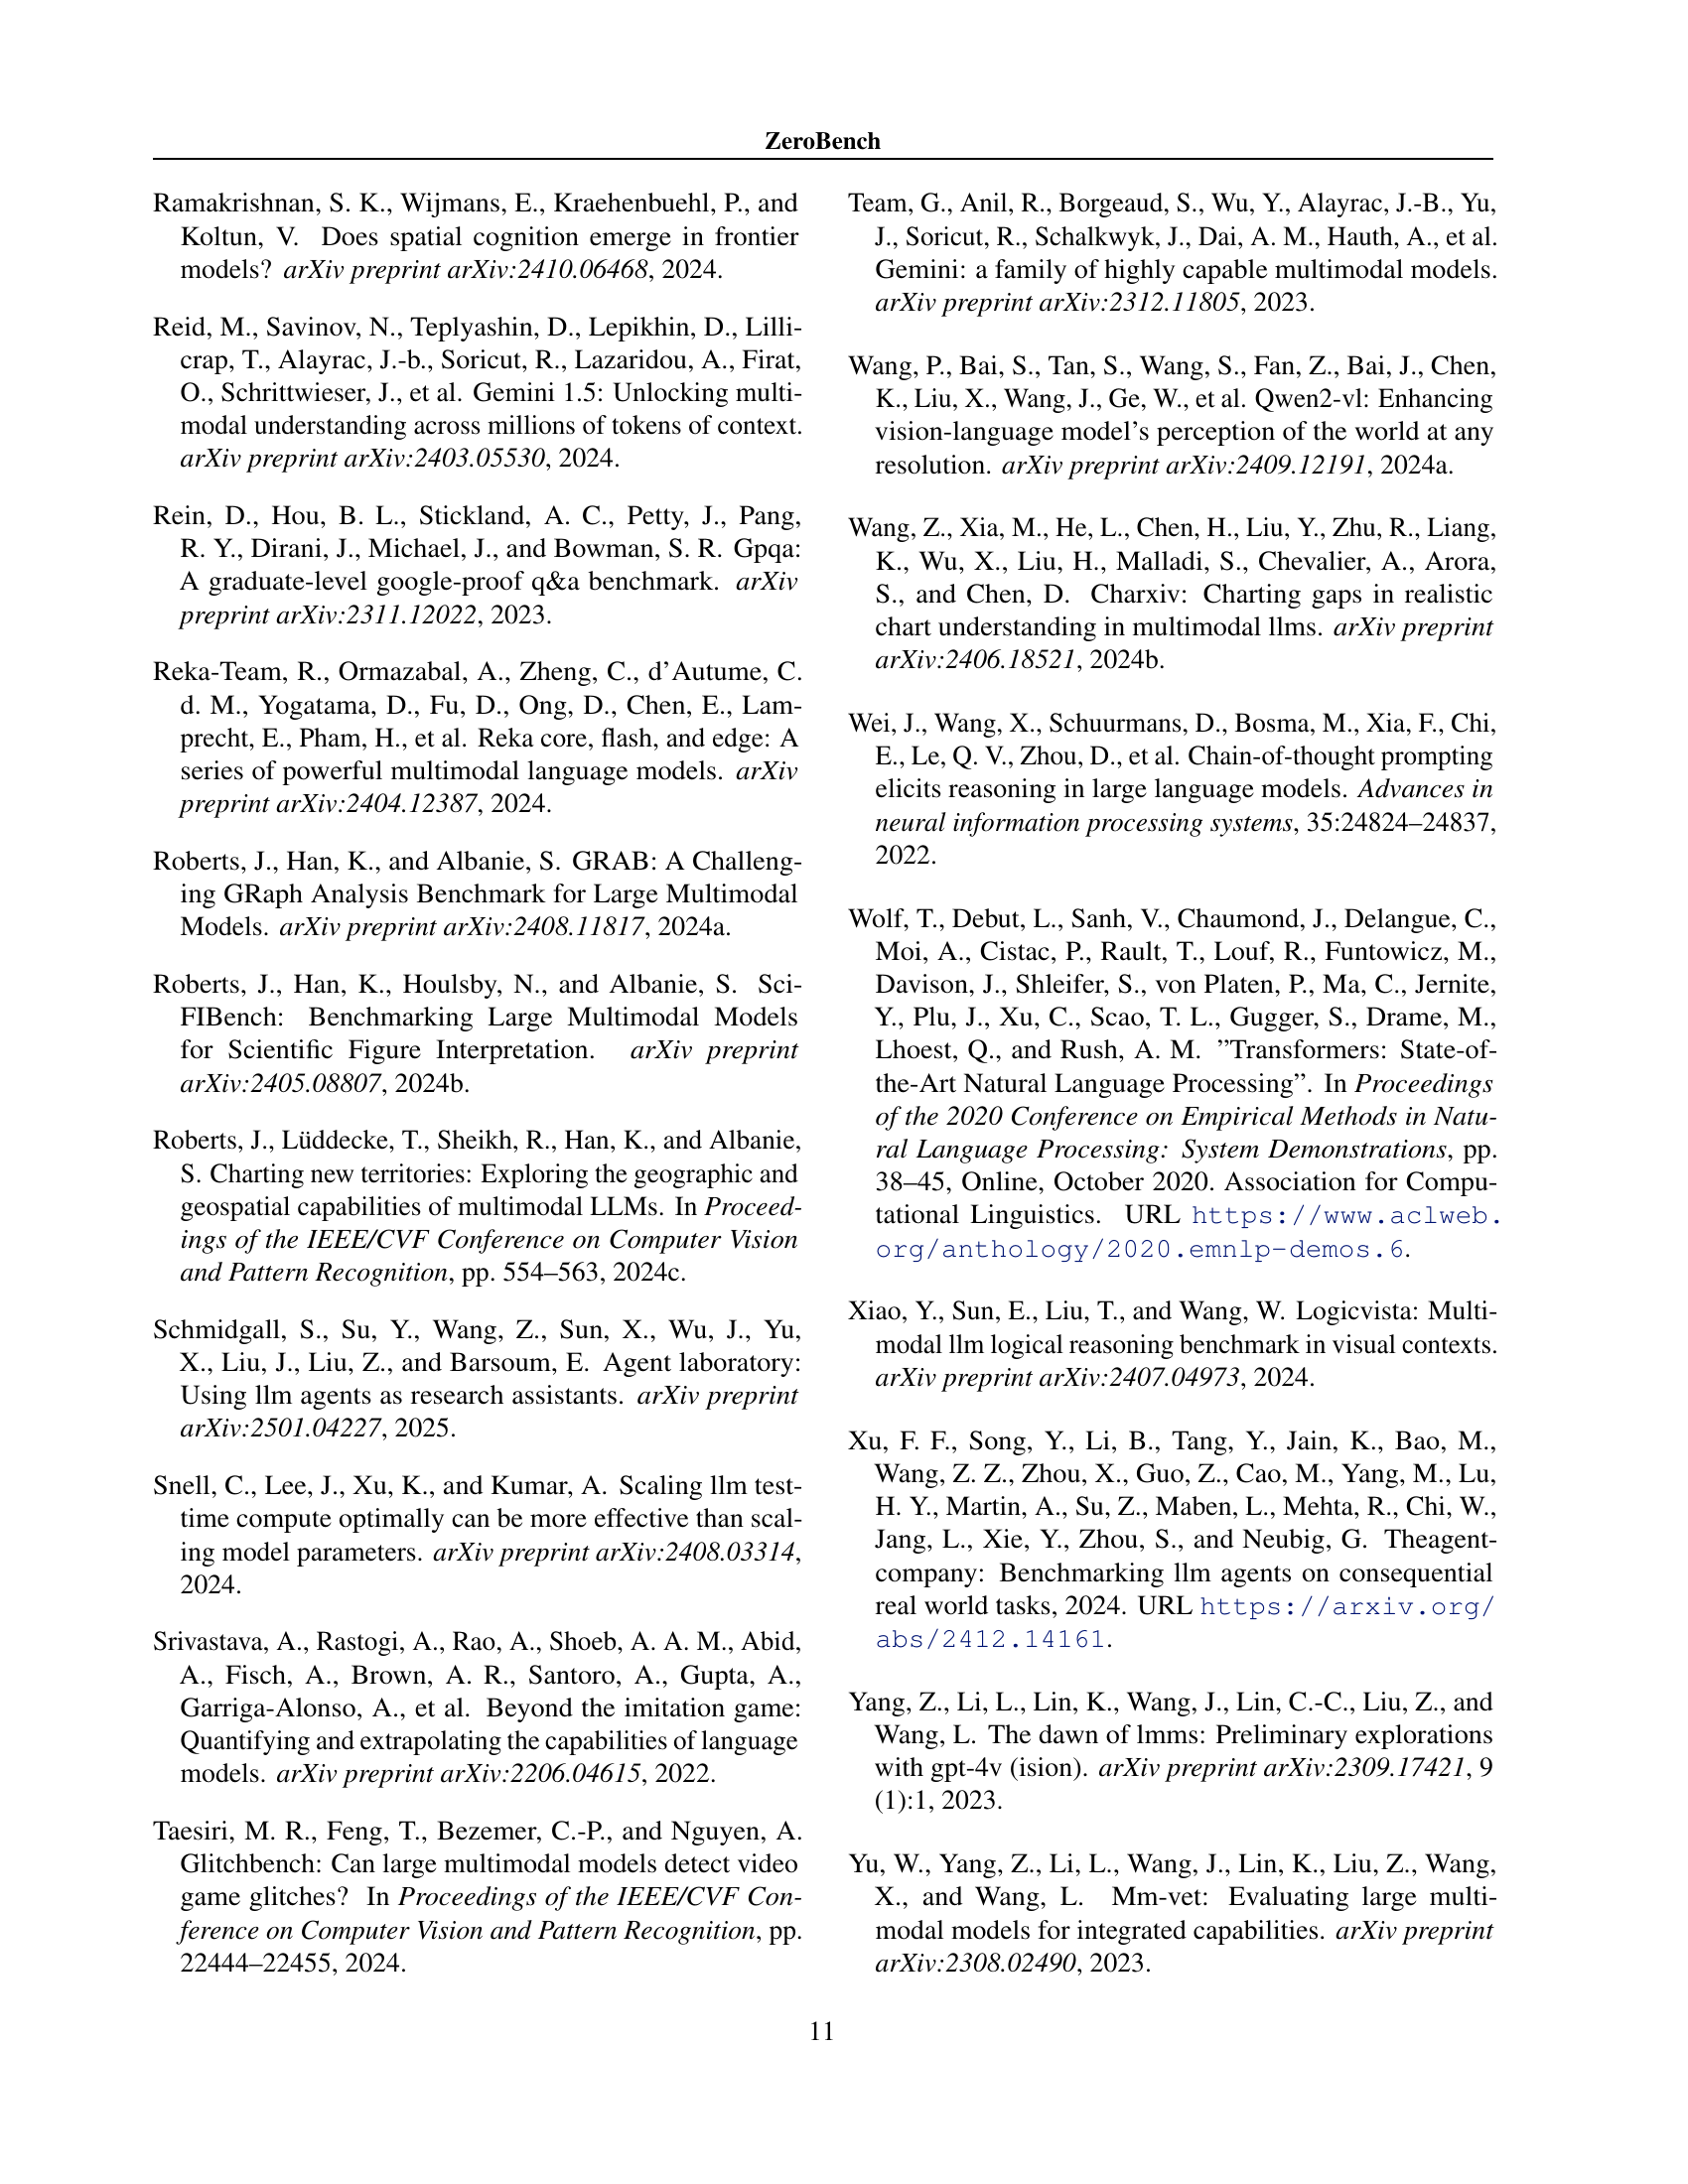 ZeroBench
Ramakrishnan, S. K., Wijmans, E., Kraehenbuehl, P., and
Koltun, V. Does spatial cognition emerge in frontier
models? arXiv preprint arXiv:2410.06468, 2024.
Reid, M., Savinov, N., Teplyashin, D., Lepikhin, D., Lilli-
crap, T., Alayrac, J.-b., Soricut, R., Lazaridou, A., Firat,
O., Schrittwieser, J., et al. Gemini 1.5: Unlocking multi-
modal understanding across millions of tokens of context.
arXiv preprint arXiv:2403.05530, 2024.
Rein, D., Hou, B. L., Stickland, A. C., Petty, J., Pang,
R. Y., Dirani, J., Michael, J., and Bowman, S. R. Gpqa:
A graduate-level google-proof q&a benchmark. arXiv
preprint arXiv:2311.12022, 2023.
Reka-Team, R., Ormazabal, A., Zheng, C., d’Autume, C.
d. M., Yogatama, D., Fu, D., Ong, D., Chen, E., Lam-
precht, E., Pham, H., et al. Reka core, flash, and edge: A
series of powerful multimodal language models. arXiv
preprint arXiv:2404.12387, 2024.
Roberts, J., Han, K., and Albanie, S. GRAB: A Challeng-
ing GRaph Analysis Benchmark for Large Multimodal
Models. arXiv preprint arXiv:2408.11817, 2024a.
Roberts, J., Han, K., Houlsby, N., and Albanie, S. Sci-
FIBench: Benchmarking Large Multimodal Models
for Scientific Figure Interpretation. arXiv preprint
arXiv:2405.08807, 2024b.
Roberts, J., Lüddecke, T., Sheikh, R., Han, K., and Albanie,
S. Charting new territories: Exploring the geographic and
geospatial capabilities of multimodal LLMs. In Proceed-
ings of the IEEE/CVF Conference on Computer Vision
and Pattern Recognition, pp. 554–563, 2024c.
Schmidgall, S., Su, Y., Wang, Z., Sun, X., Wu, J., Yu,
X., Liu, J., Liu, Z., and Barsoum, E. Agent laboratory:
Using llm agents as research assistants. arXiv preprint
arXiv:2501.04227, 2025.
Snell, C., Lee, J., Xu, K., and Kumar, A. Scaling llm test-
time compute optimally can be more effective than scal-
ing model parameters. arXiv preprint arXiv:2408.03314,
2024.
Srivastava, A., Rastogi, A., Rao, A., Shoeb, A. A. M., Abid,
A., Fisch, A., Brown, A. R., Santoro, A., Gupta, A.,
Garriga-Alonso, A., et al. Beyond the imitation game:
Quantifying and extrapolating the capabilities of language
models. arXiv preprint arXiv:2206.04615, 2022.
Taesiri, M. R., Feng, T., Bezemer, C.-P., and Nguyen, A.
Glitchbench: Can large multimodal models detect video
game glitches? In Proceedings of the IEEE/CVF Con-
ference on Computer Vision and Pattern Recognition, pp.
22444–22455, 2024.
Team, G., Anil, R., Borgeaud, S., Wu, Y., Alayrac, J.-B., Yu,
J., Soricut, R., Schalkwyk, J., Dai, A. M., Hauth, A., et al.
Gemini: a family of highly capable multimodal models.
arXiv preprint arXiv:2312.11805, 2023.
Wang, P., Bai, S., Tan, S., Wang, S., Fan, Z., Bai, J., Chen,
K., Liu, X., Wang, J., Ge, W., et al. Qwen2-vl: Enhancing
vision-language model’s perception of the world at any
resolution. arXiv preprint arXiv:2409.12191, 2024a.
Wang, Z., Xia, M., He, L., Chen, H., Liu, Y., Zhu, R., Liang,
K., Wu, X., Liu, H., Malladi, S., Chevalier, A., Arora,
S., and Chen, D. Charxiv: Charting gaps in realistic
chart understanding in multimodal llms. arXiv preprint
arXiv:2406.18521, 2024b.
Wei, J., Wang, X., Schuurmans, D., Bosma, M., Xia, F., Chi,
E., Le, Q. V., Zhou, D., et al. Chain-of-thought prompting
elicits reasoning in large language models. Advances in
neural information processing systems, 35:24824–24837,
2022.
Wolf, T., Debut, L., Sanh, V., Chaumond, J., Delangue, C.,
Moi, A., Cistac, P., Rault, T., Louf, R., Funtowicz, M.,
Davison, J., Shleifer, S., von Platen, P., Ma, C., Jernite,
Y., Plu, J., Xu, C., Scao, T. L., Gugger, S., Drame, M.,
Lhoest, Q., and Rush, A. M. ”Transformers: State-of-
the-Art Natural Language Processing”. In Proceedings
of the 2020 Conference on Empirical Methods in Natu-
ral Language Processing: System Demonstrations, pp.
38–45, Online, October 2020. Association for Compu-
tational Linguistics. URL https://www.aclweb.
org/anthology/2020.emnlp-demos.6.
Xiao, Y., Sun, E., Liu, T., and Wang, W. Logicvista: Multi-
modal llm logical reasoning benchmark in visual contexts.
arXiv preprint arXiv:2407.04973, 2024.
Xu, F. F., Song, Y., Li, B., Tang, Y., Jain, K., Bao, M.,
Wang, Z. Z., Zhou, X., Guo, Z., Cao, M., Yang, M., Lu,
H. Y., Martin, A., Su, Z., Maben, L., Mehta, R., Chi, W.,
Jang, L., Xie, Y., Zhou, S., and Neubig, G. Theagent-
company: Benchmarking llm agents on consequential
real world tasks, 2024. URL https://arxiv.org/
abs/2412.14161.
Yang, Z., Li, L., Lin, K., Wang, J., Lin, C.-C., Liu, Z., and
Wang, L. The dawn of lmms: Preliminary explorations
with gpt-4v (ision). arXiv preprint arXiv:2309.17421, 9
(1):1, 2023.
Yu, W., Yang, Z., Li, L., Wang, J., Lin, K., Liu, Z., Wang,
X., and Wang, L. Mm-vet: Evaluating large multi-
modal models for integrated capabilities. arXiv preprint
arXiv:2308.02490, 2023.
11